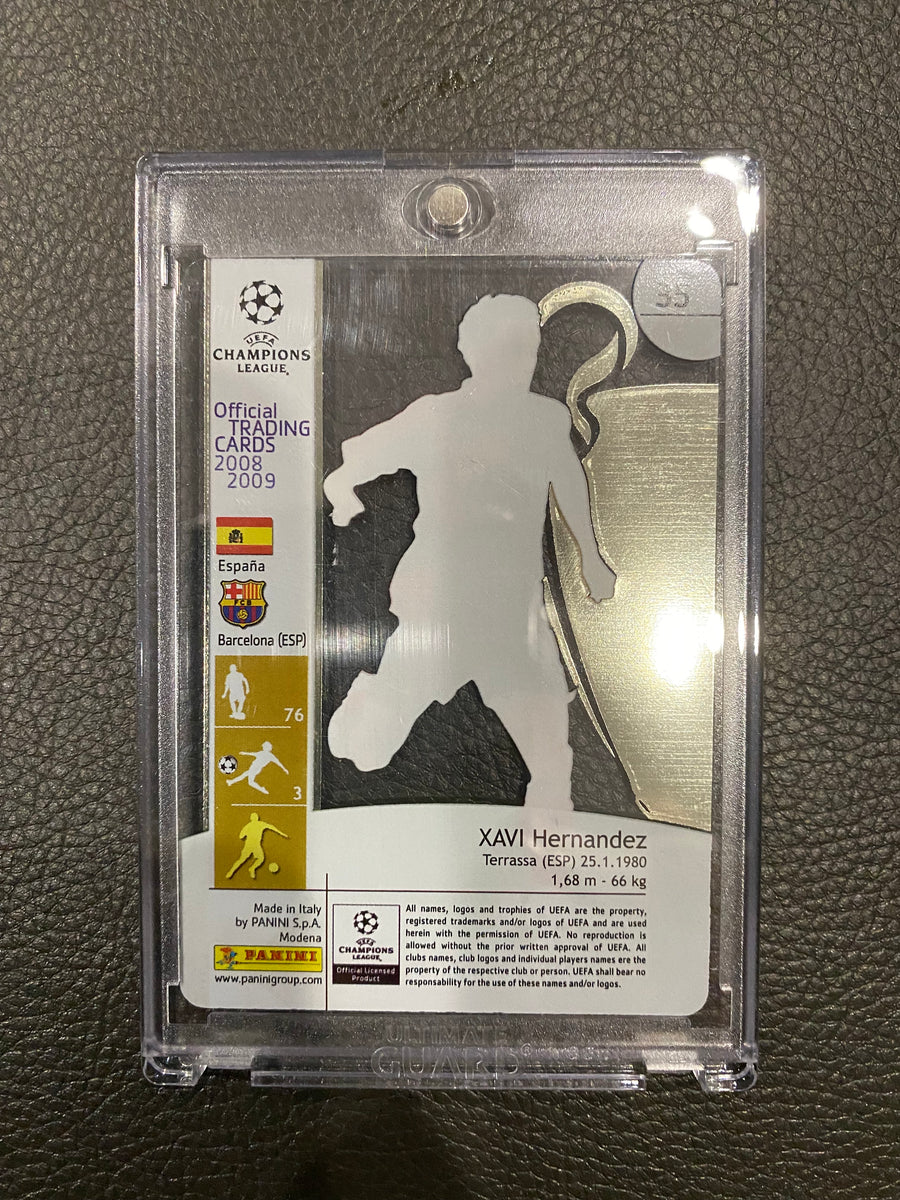 95
UEFA
CHAMPIONS
LEAGUE
Official
TRADING
CARDS
2008
2009
España
FCB
Barcelona (ESP)
76
3
XAVI Hernandez
Terrassa (ESP) 25.1.1980
1,68 m - 66 kg
Made in Italy
by PANINI S.p.A.
Modena
PANINI
www.paninigroup.com
UEFA
CHAMPIONS
LEAGUE
Official Licensed
Product
All names, logos and trophies of UEFA are the property,
registered trademarks and/or logos of UEFA and are used
herein with the permission of UEFA. No reproduction is
allowed without the prior written approval of UEFA. All
clubs names, club logos and individual players names ere the
property of the respective club or person. UEFA shall bear no
responsibility for the use of these names and/or logos.
ULTIMATE
GUARD